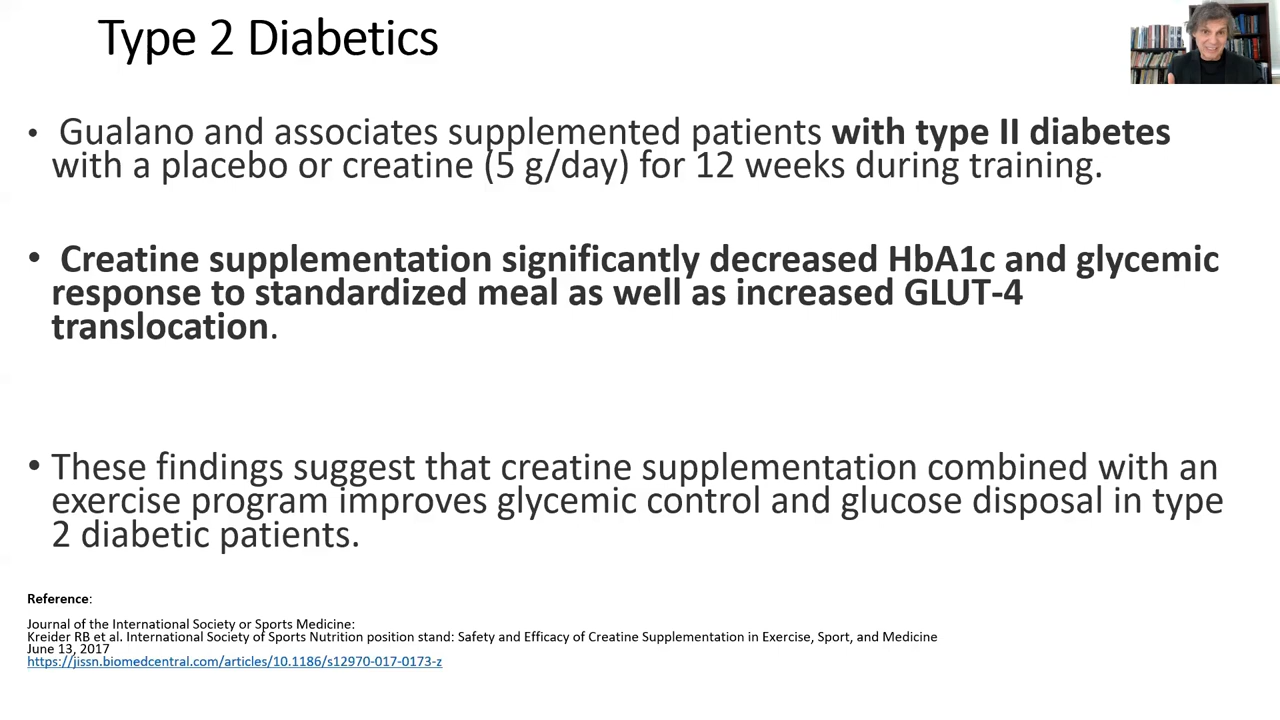 Type 2 Diabetics
• Gualano and associates supplemented patients with type II diabetes
with a placebo or creatine (5 g/day) for 12 weeks during training.
• Creatine supplementation significantly decreased HbA1c and glycemic
response to standardized meal as well as increased GLUT-4
translocation.
• These findings suggest that creatine supplementation combined with an
exercise program improves glycemic control and glucose disposal in type
2 diabetic patients.
Reference:
Journal of the International Society or Sports Medicine:
Kreider RB et al. International Society of Sports Nutrition position stand: Safety and Efficacy of Creatine Supplementation in Exercise, Sport, and Medicine
June 13, 2017
https://jissn.biomedcentral.com/articles/10.1186/s12970-017-0173-z